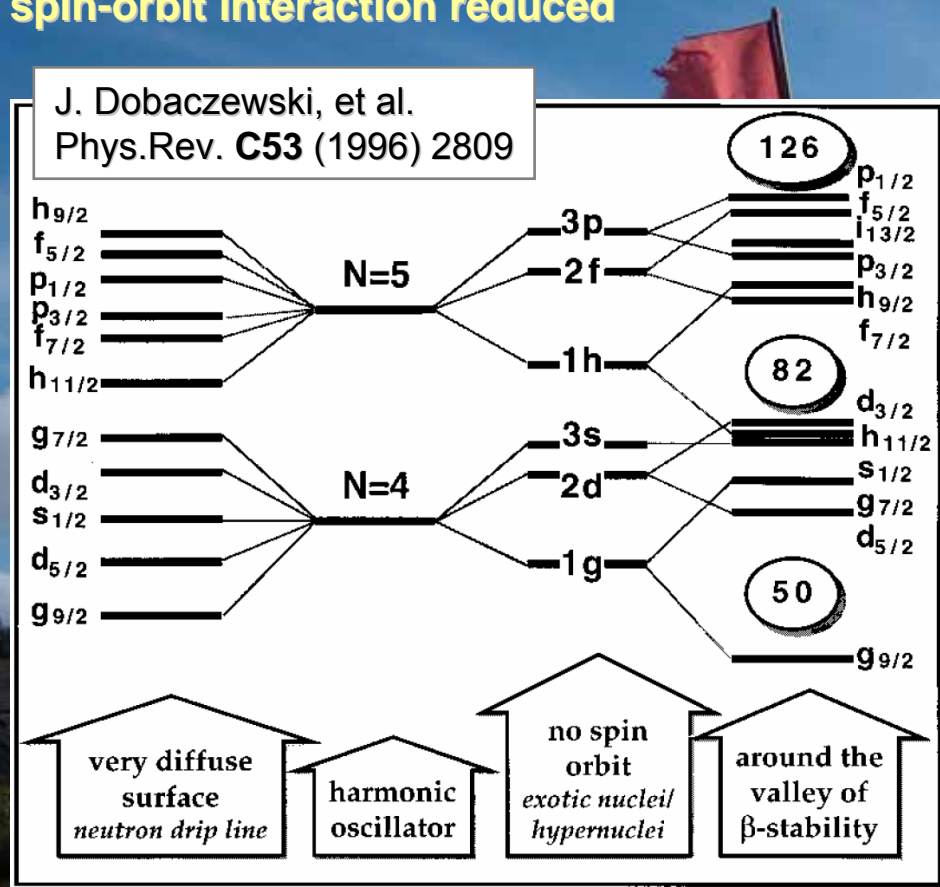 spin-orbit interaction reduced
J. Dobaczewski, et al.
Phys.Rev. C53 (1996) 2809
h9/2
f5/2
p1/2
p3/2
f7/2
h11/2
g7/2
d3/2
s1/2
d5/2
g9/2
N=5
N=4
3p
2f
1h
3s
2d
1g
126
p1/2
f5/2
i13/2
p3/2
h9/2
f7/2
82
d3/2
h11/2
s1/2
g7/2
d5/2
50
g9/2
very diffuse
surface
neutron drip line
harmonic
oscillator
no spin
orbit
exotic nuclei/
hypernuclei
around the
valley of
β-stability